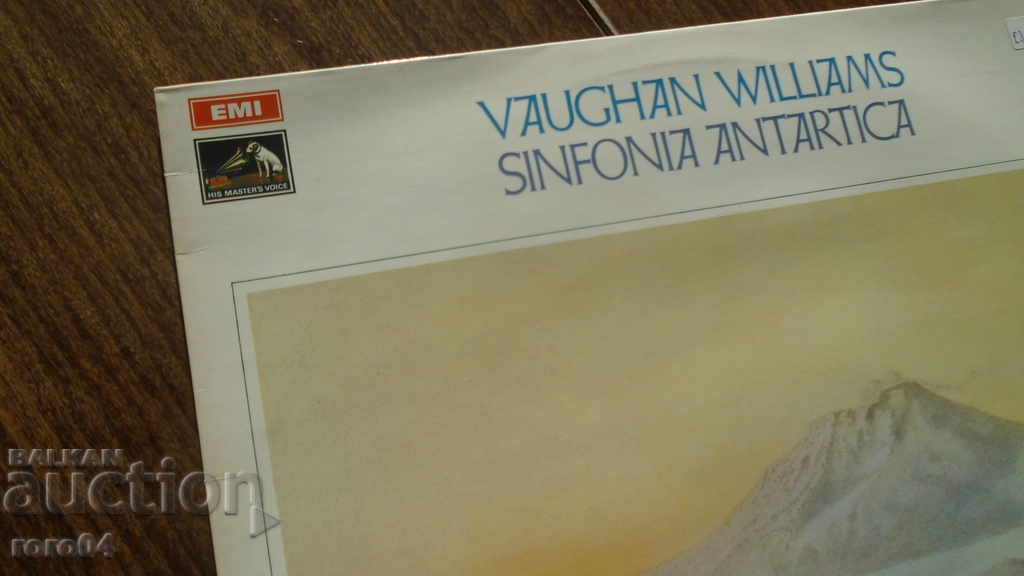 EMI
HIS MASTER'S VOICE
VAUGHAN WILLIAMS
SINFONIA ANTARTICA
BALKAN
auction
roro04